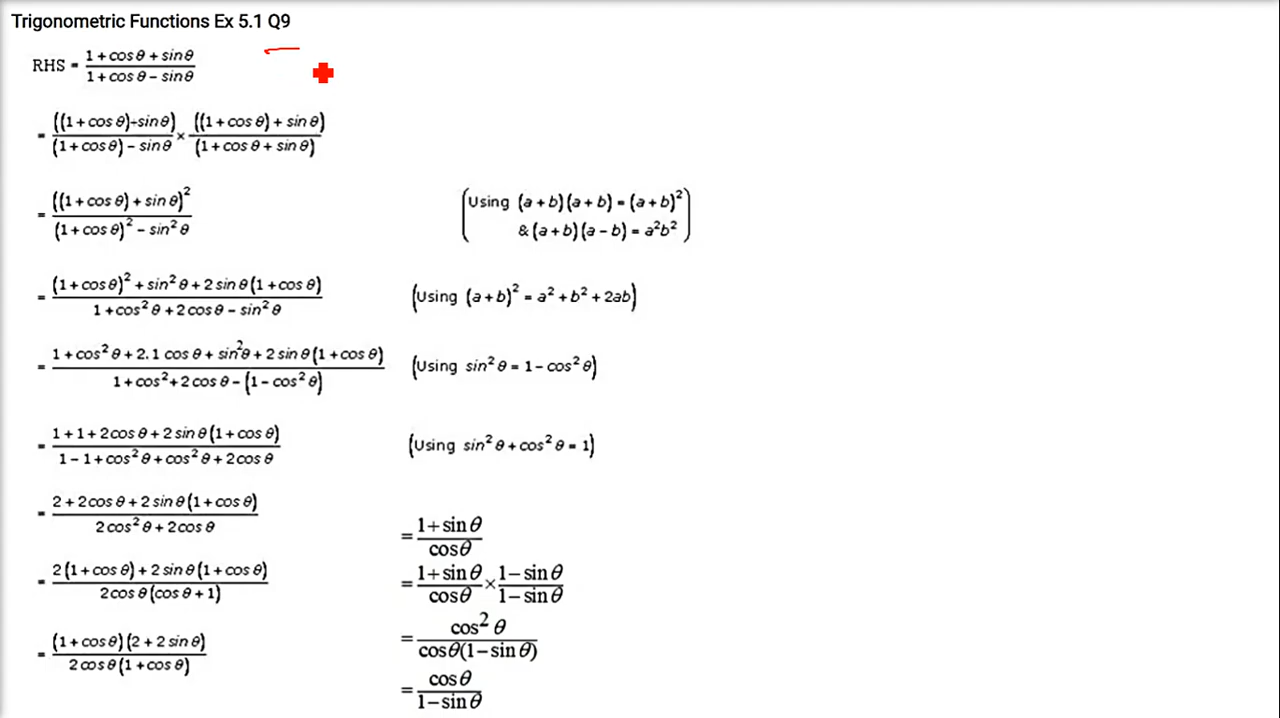 Trigonometric Functions Ex 5.1 Q9
RHS = (1 + cos θ + sin θ)/(1 + cos θ − sin θ)
= ((1 + cos θ) + sin θ)/((1 + cos θ) − sin θ) × ((1 + cos θ) + sin θ)/((1 + cos θ + sin θ)
= ((1 + cos θ) + sin θ)²/((1 + cos θ)² − sin² θ) (Using (a + b)(a + b) = (a + b)²
& (a + b)(a − b) = a²b²)
= ((1 + cos θ)² + sin² θ + 2 sin θ(1 + cos θ))/(1 + cos² θ + 2 cos θ − sin² θ) (Using (a + b)² = a² + b² + 2ab)
= (1 + cos² θ + 2.1 cos θ + sin² θ + 2 sin θ(1 + cos θ))/(1 + cos² + 2 cos θ − (1 − cos² θ)) (Using sin² θ = 1 − cos² θ)
= (1 + 1 + 2 cos θ + 2 sin θ(1 + cos θ))/(1 − 1 + cos² θ + cos² θ + 2 cos θ) (Using sin² θ + cos² θ = 1)
= (2 + 2 cos θ + 2 sin θ(1 + cos θ))/(2 cos² θ + 2 cos θ)
= (2(1 + cos θ) + 2 sin θ(1 + cos θ))/(2 cos θ(cos θ + 1))
= ((1 + cos θ)(2 + 2 sin θ))/(2 cos θ(1 + cos θ))
= (1 + sin θ)/(cos θ)
= (1 + sin θ)/(cos θ) × (1 − sin θ)/(1 − sin θ)
= (cos² θ)/(cos θ(1 − sin θ))
= (cos θ)/(1 − sin θ)